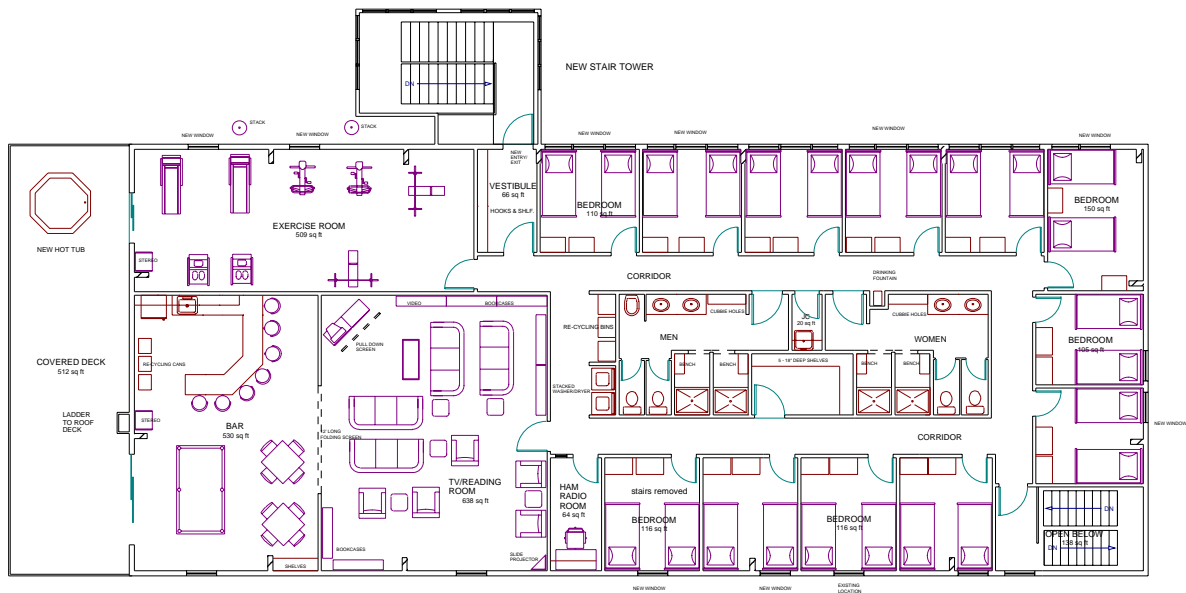 NEW STAIR TOWER
DN
STACK
STACK
NEW WINDOW
NEW WINDOW
NEW WINDOW
NEW WINDOW
NEW WINDOW
NEW WINDOW
NEW
ENTRY/
EXIT
VESTIBULE
66 sq ft
HOOKS & SHLF.
BEDROOM
110 sq ft
BEDROOM
150 sq ft
EXERCISE ROOM
509 sq ft
NEW HOT TUB
STEREO
CORRIDOR
DRINKING
FOUNTAIN
VIDEO
BOOKCASES
RE-CYCLING BINS
MEN
CUBBIE HOLES
JC
20 sq ft
CUBBIE HOLES
WOMEN
BEDROOM
105 sq ft
PULL DOWN
SCREEN
COVERED DECK
512 sq ft
RE-CYCLING CANS
BENCH
BENCH
5 - 18" DEEP SHELVES
BENCH
BENCH
STACKED
WASHER/DRYER
LADDER
TO ROOF
DECK
STEREO
BAR
530 sq ft
2' LONG
FOLDING SCREEN
CORRIDOR
NEW WINDOW
TV/READING
ROOM
638 sq ft
HAM
RADIO
ROOM
64 sq ft
stairs removed
BEDROOM
116 sq ft
BEDROOM
116 sq ft
DN
OPEN BELOW
138 sq ft
DN
BOOKCASES
SHELVES
SLIDE
PROJECTOR
NEW WINDOW
NEW WINDOW
EXISTING
LOCATION